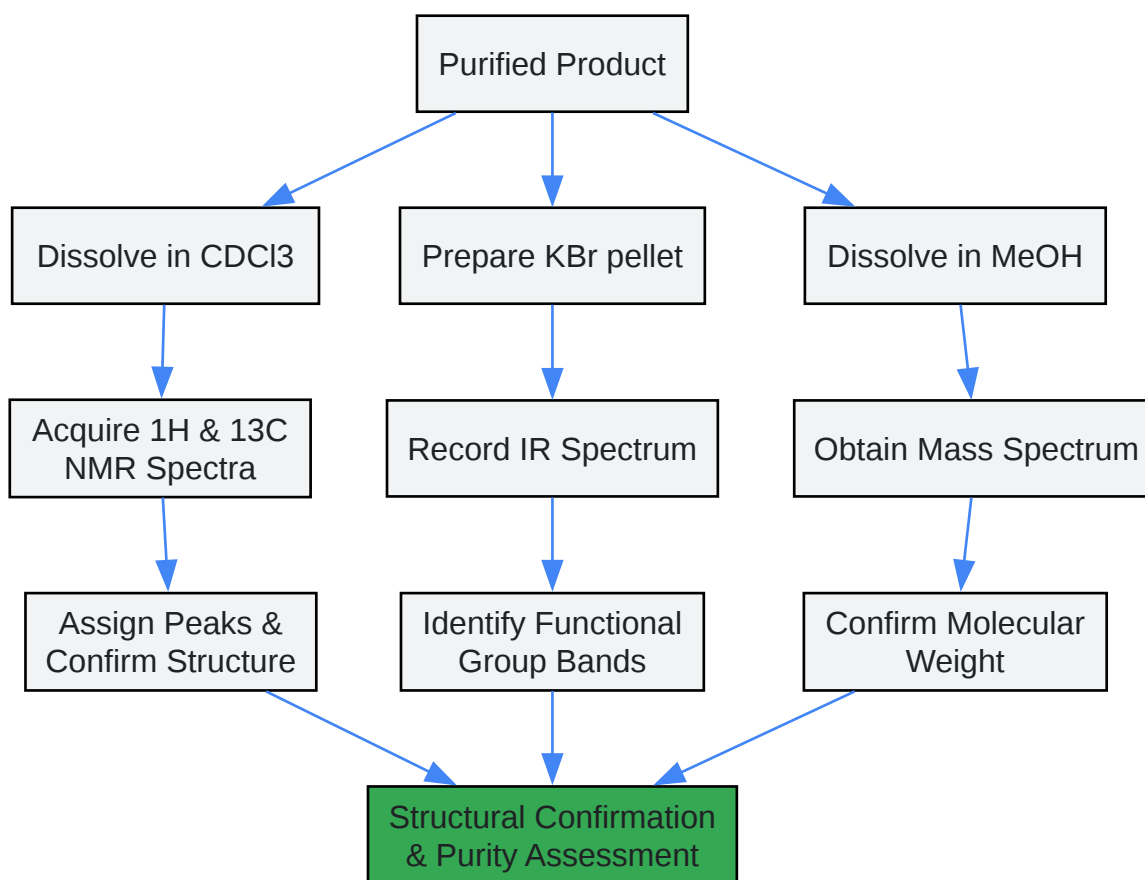 Purified Product
Dissolve in CDCl3
Prepare KBr pellet
Dissolve in MeOH
Acquire 1H & 13C
NMR Spectra
Record IR Spectrum
Obtain Mass Spectrum
Assign Peaks &
Confirm Structure
Identify Functional
Group Bands
Confirm Molecular
Weight
Structural Confirmation
& Purity Assessment